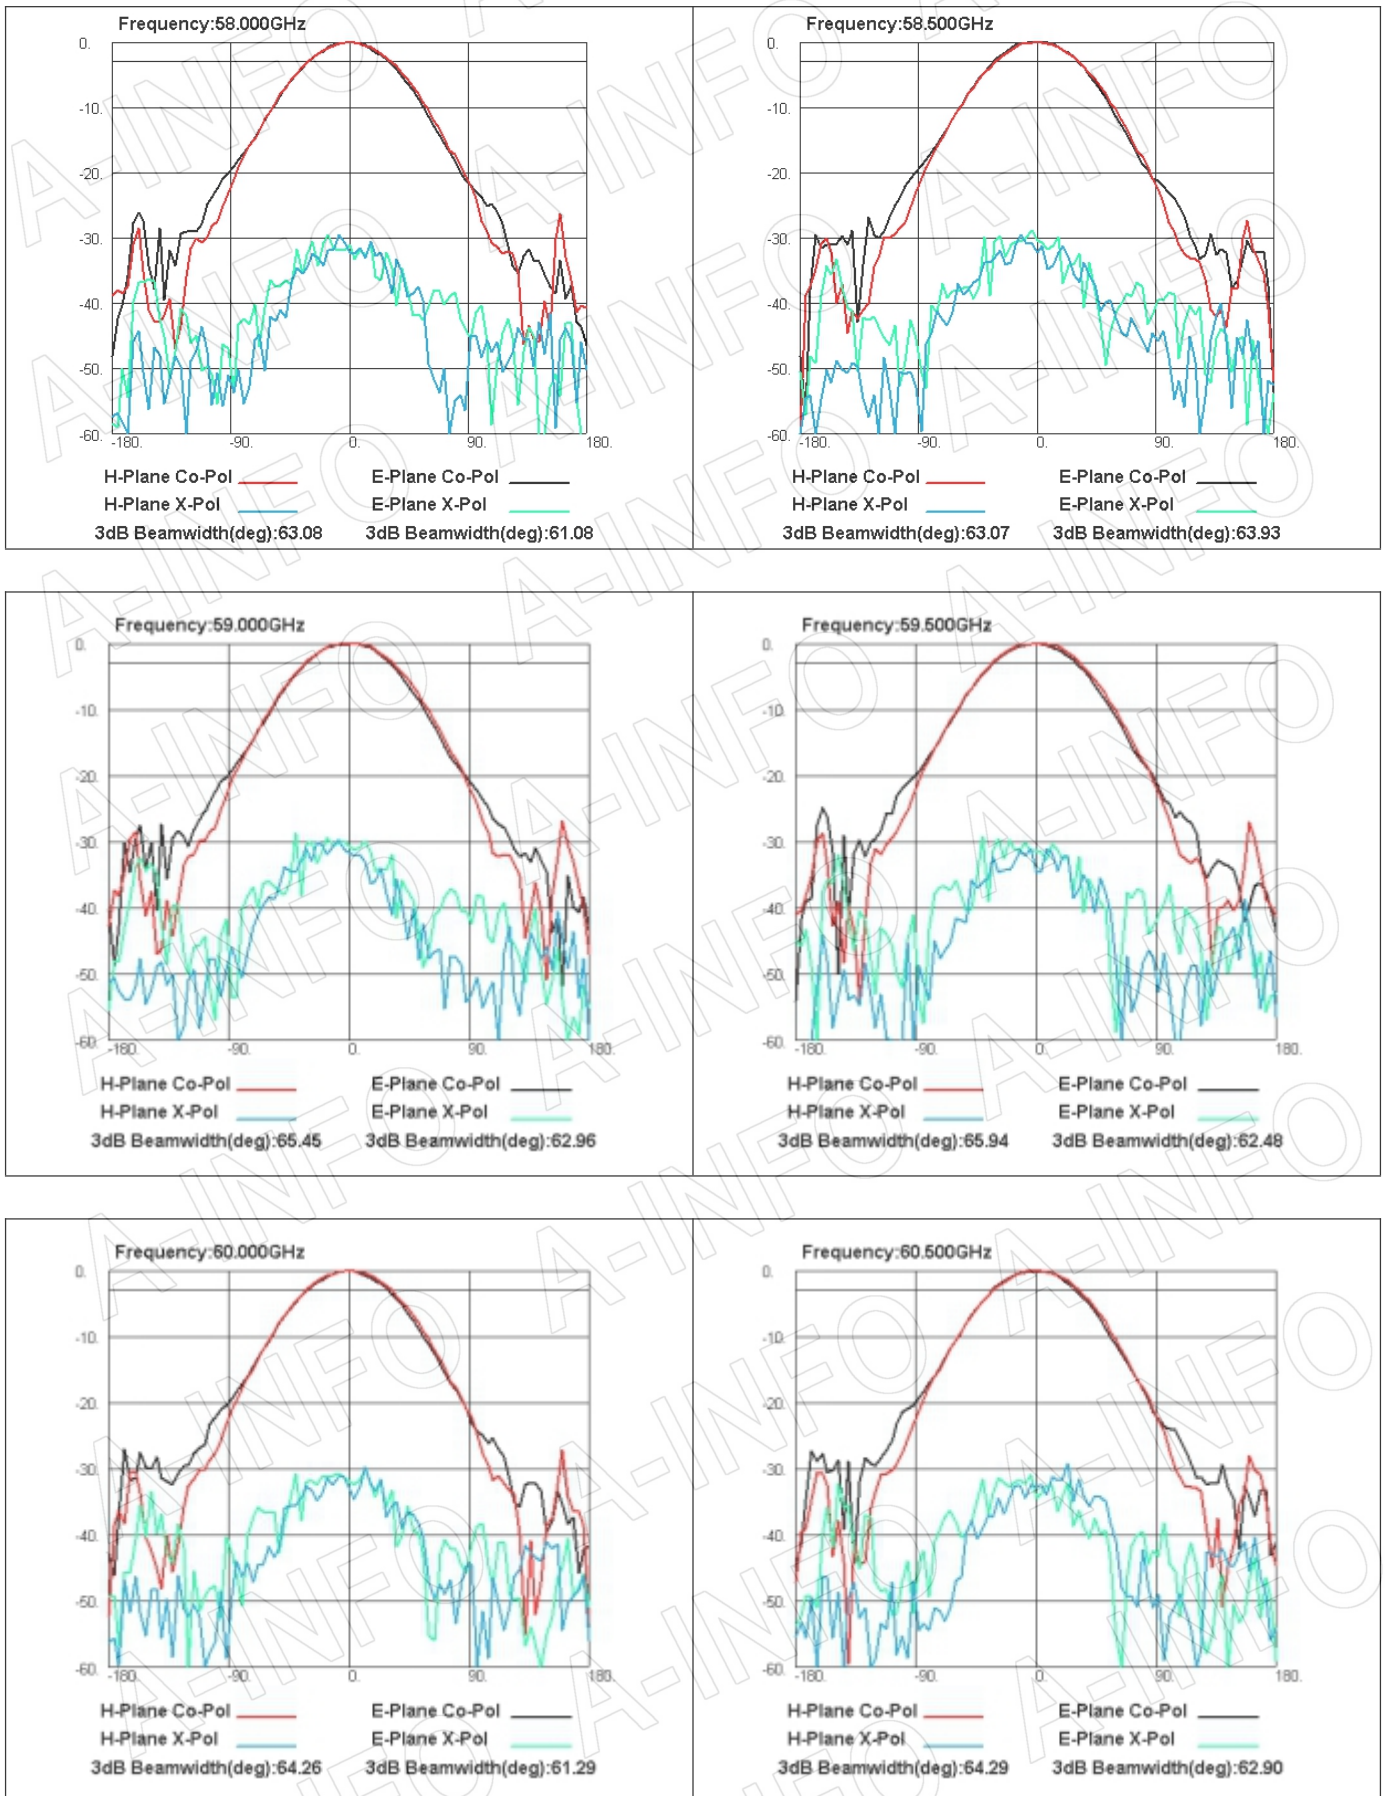 Frequency:58.000GHz
0.
-10.
-20.
-30.
-40.
-50.
-60.
-180. -90. 0. 90. 180.
H-Plane Co-Pol E-Plane Co-Pol
H-Plane X-Pol E-Plane X-Pol
3dB Beamwidth(deg):63.08 3dB Beamwidth(deg):61.08
Frequency:58.500GHz
0.
-10.
-20.
-30.
-40.
-50.
-60.
-180. -90. 0. 90. 180.
H-Plane Co-Pol E-Plane Co-Pol
H-Plane X-Pol E-Plane X-Pol
3dB Beamwidth(deg):63.07 3dB Beamwidth(deg):63.93
Frequency:59.000GHz
0.
-10.
-20.
-30.
-40.
-50.
-60.
-180. -90. 0. 90. 180.
H-Plane Co-Pol E-Plane Co-Pol
H-Plane X-Pol E-Plane X-Pol
3dB Beamwidth(deg):65.45 3dB Beamwidth(deg):62.96
Frequency:59.500GHz
0.
-10.
-20.
-30.
-40.
-50.
-60.
-180. -90. 0. 90. 180.
H-Plane Co-Pol E-Plane Co-Pol
H-Plane X-Pol E-Plane X-Pol
3dB Beamwidth(deg):65.94 3dB Beamwidth(deg):62.48
Frequency:60.000GHz
0.
-10.
-20.
-30.
-40.
-50.
-60.
-180. -90. 0. 90. 180.
H-Plane Co-Pol E-Plane Co-Pol
H-Plane X-Pol E-Plane X-Pol
3dB Beamwidth(deg):64.26 3dB Beamwidth(deg):61.29
Frequency:60.500GHz
0.
-10.
-20.
-30.
-40.
-50.
-60.
-180. -90. 0. 90. 180.
H-Plane Co-Pol E-Plane Co-Pol
H-Plane X-Pol E-Plane X-Pol
3dB Beamwidth(deg):64.29 3dB Beamwidth(deg):62.90
A-INFO